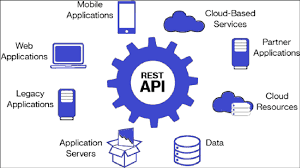 Mobile
Applications
Cloud-Based
Services
Web
Applications
Partner
Applications
REST
API
Legacy
Applications
Cloud
Resources
Application
Servers
Data